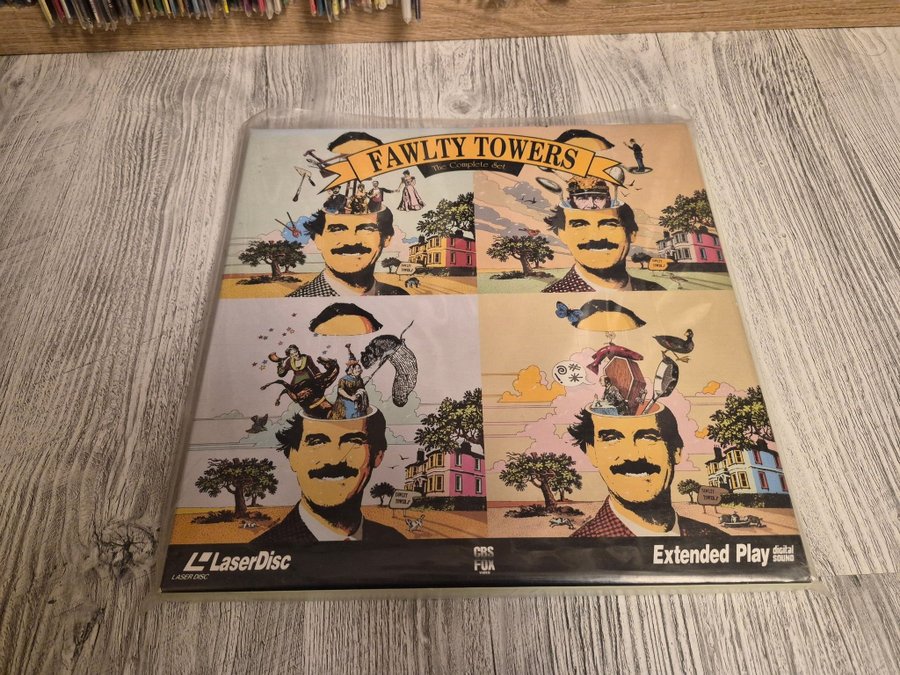 FAWLTY TOWERS
The Complete Set
LaserDisc
LASER DISC
CBS
FOX
VIDEO
Extended Play
digital
SOUND